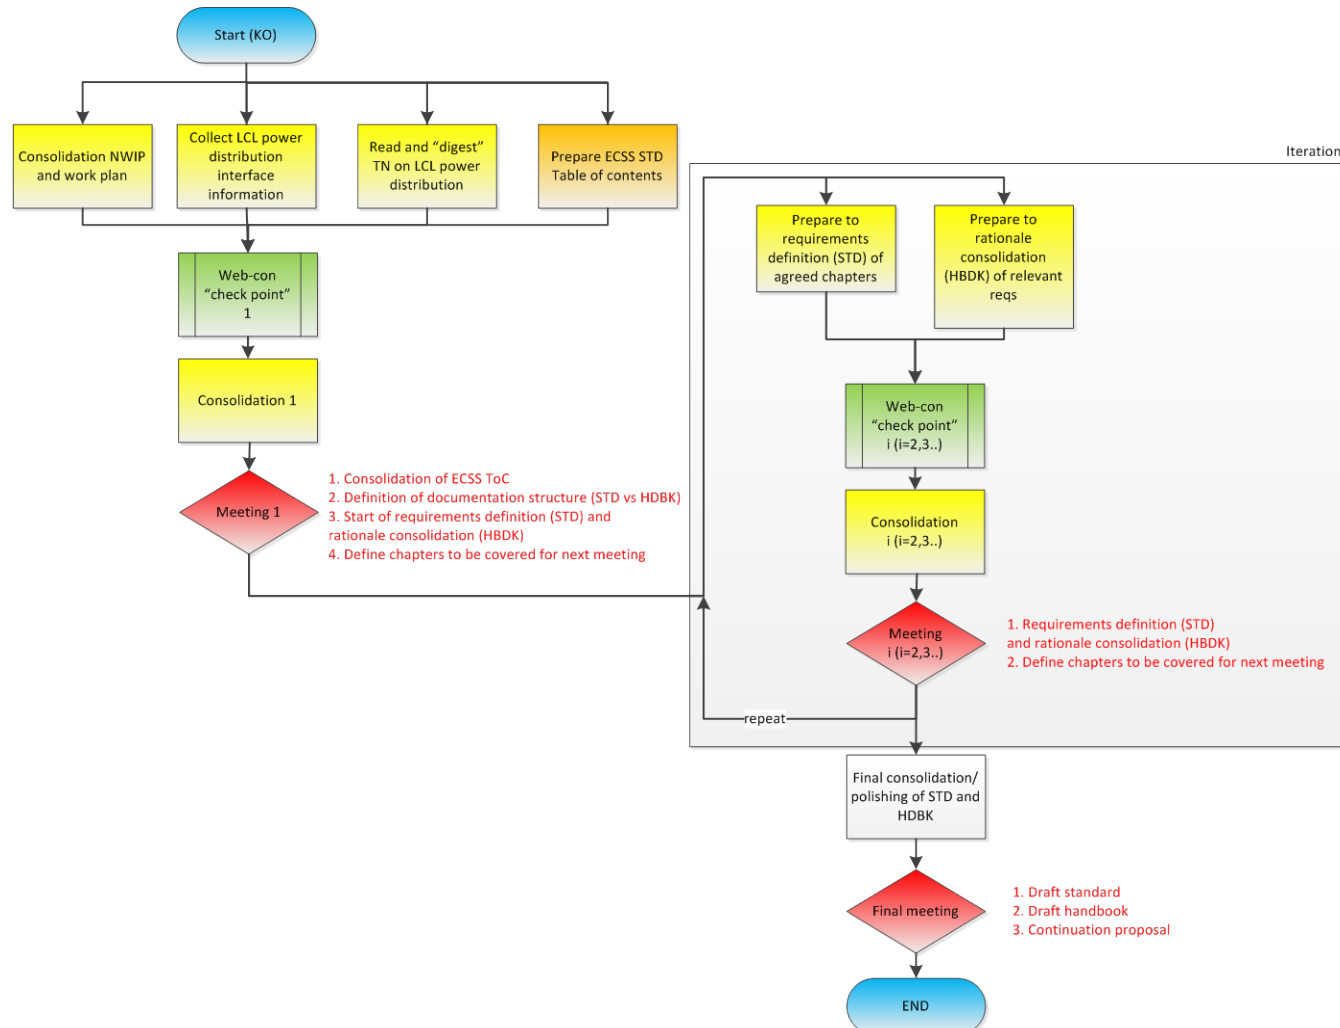 Start (KO)
Consolidation NWIP
and work plan
Collect LCL power
distribution
interface
information
Read and “digest”
TN on LCL power
distribution
Prepare ECSS STD
Table of contents
Web-con
“check point”
1
Consolidation 1
Meeting 1
1. Consolidation of ECSS ToC
2. Definition of documentation structure (STD vs HDBK)
3. Start of requirements definition (STD) and
rationale consolidation (HBDK)
4. Define chapters to be covered for next meeting
Iteration
Prepare to
requirements
definition (STD) of
agreed chapters
Prepare to
rationale
consolidation
(HBDK) of relevant
reqs
Web-con
“check point”
i (i=2,3..)
Consolidation
i (i=2,3..)
Meeting
i (i=2,3..)
1. Requirements definition (STD)
and rationale consolidation (HBDK)
2. Define chapters to be covered for next meeting
repeat
Final consolidation/
polishing of STD and
HDBK
Final meeting
1. Draft standard
2. Draft handbook
3. Continuation proposal
END